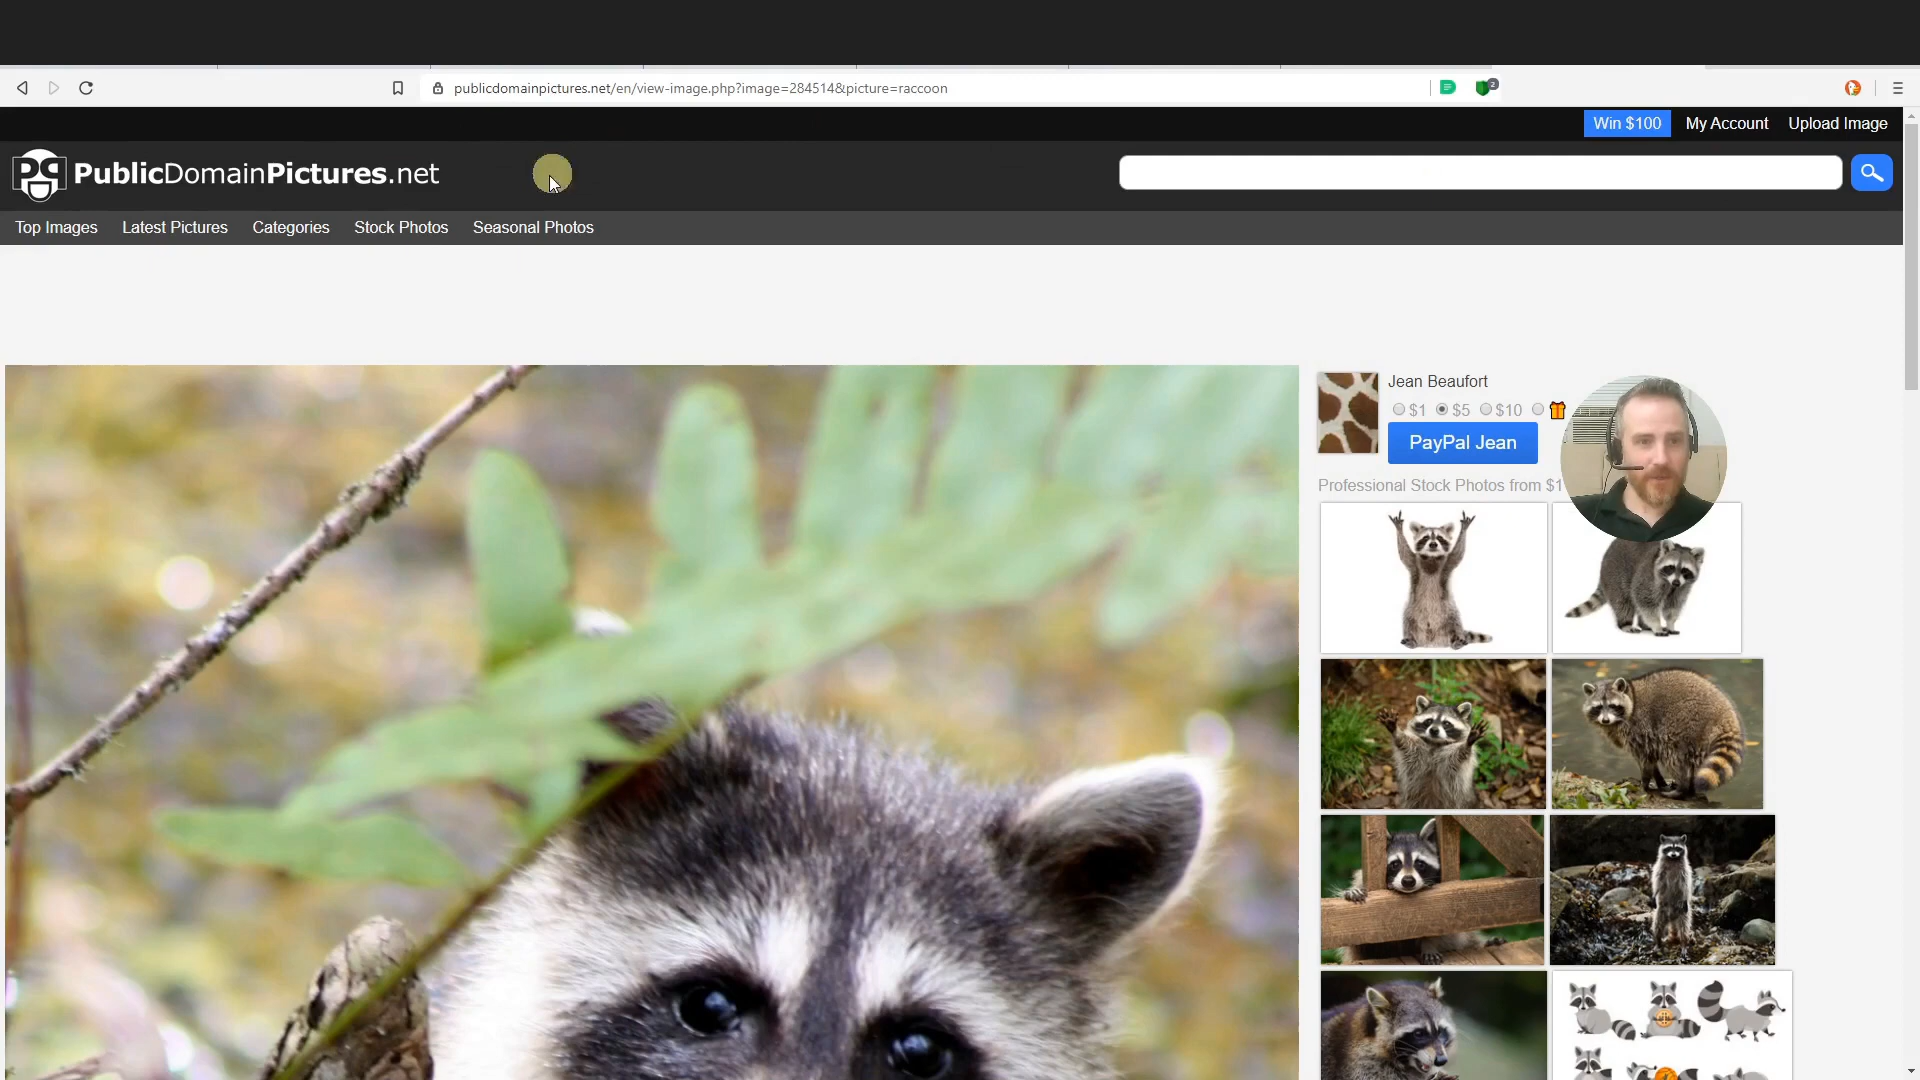 publicdomainpictures.net/en/view-image.php?image=284514&picture=raccoon
2
Win $100 My Account Upload Image
PublicDomainPictures.net
Top Images Latest Pictures Categories Stock Photos Seasonal Photos
Jean Beaufort
$1 $5 $10
PayPal Jean
Professional Stock Photos from $1